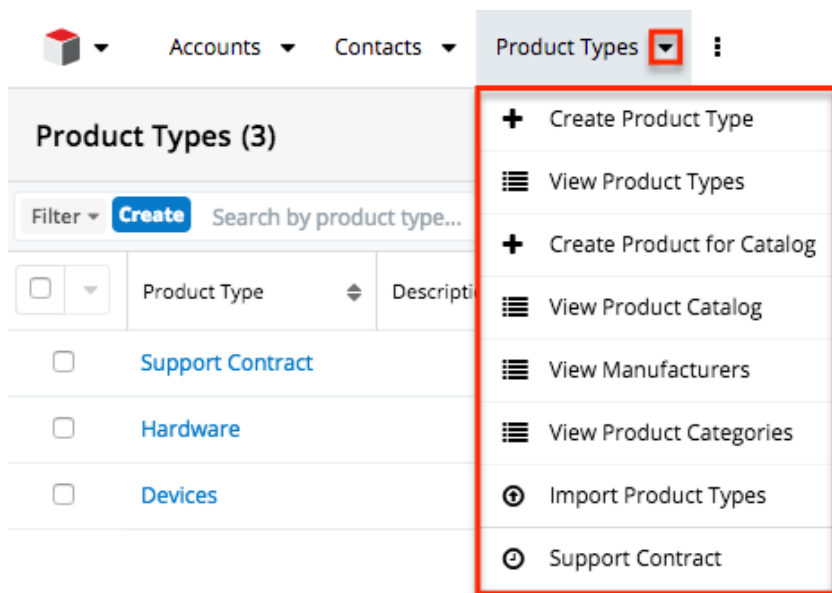 Accounts Contacts Product Types
Product Types (3)
Filter Create Search by product type...
Product Type Descripti
Support Contract
Hardware
Devices
Create Product Type
View Product Types
Create Product for Catalog
View Product Catalog
View Manufacturers
View Product Categories
Import Product Types
Support Contract